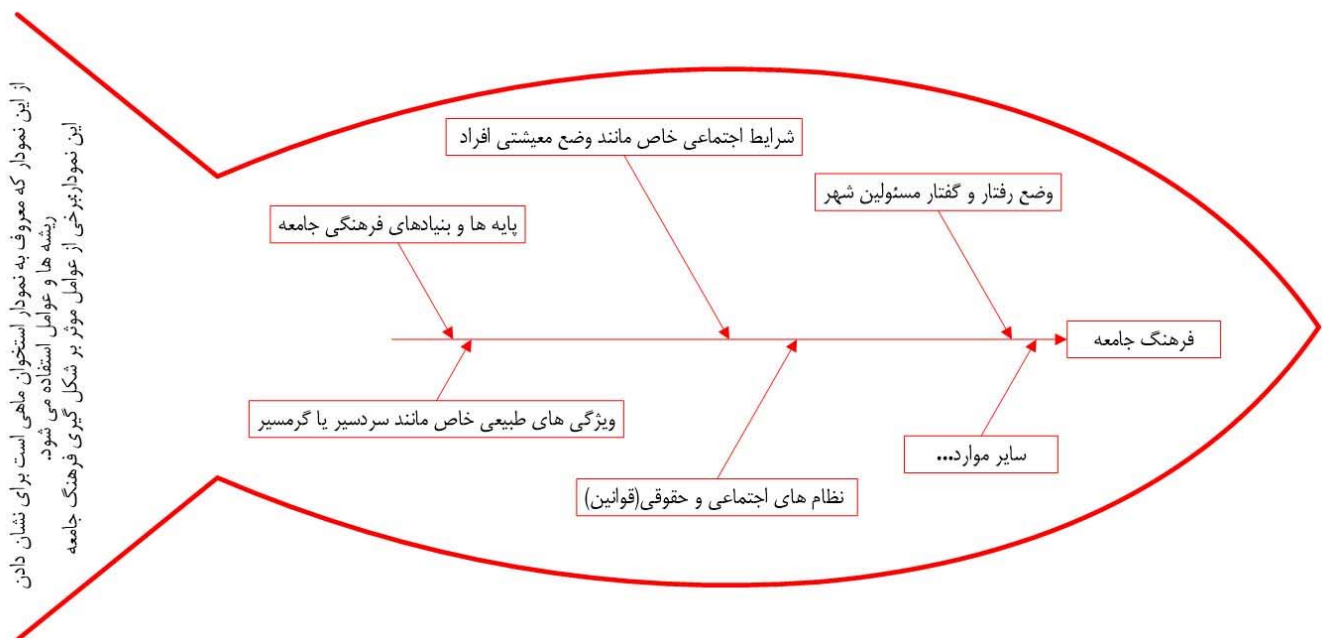 شرایط اجتماعی خاص مانند وضع معیشتی افراد
وضع رفتار و گفتار مسئولین شهر
پایه ها و بنیادهای فرهنگی جامعه
فرهنگ جامعه
ویژگی های طبیعی خاص مانند سردسیر یا گرمسیر
سایر موارد...
نظام های اجتماعی و حقوقی(قوانین)
از این نمودار که معروف به نمودار استخوان ماهی است برای نشان دادن
ریشه ها و عوامل استفاده می شود.
این نمودار:برخی از عوامل موثر بر شکل گیری فرهنگ جامعه